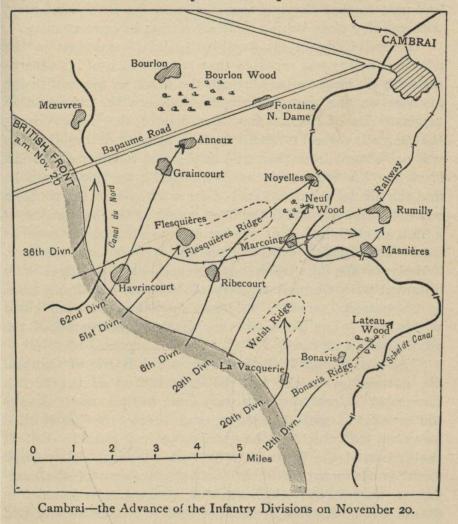 CAMBRAI
Bourlon
Bourlon Wood
Mœuvres
Fontaine
N. Dame
BRITISH FRONT
a.m. Nov. 20
Bapaume Road
Anneux
Graincourt
Railway
Noyelles
Canal du Nord
Neuf
Wood
Rumilly
Flesquières
Flesquières Ridge
Marcoing
Masnières
36th Divn.
Havrincourt
Ribecourt
62nd Divn.
51st Divn.
Welsh Ridge
Lateau
Wood
6th Divn.
Scheldt Canal
29th Divn.
La Vacquerie
Bonavis
Bonavis Ridge
20th Divn.
12th Divn.
0 1 2 3 4 5
Miles
Cambrai—the Advance of the Infantry Divisions on November 20.